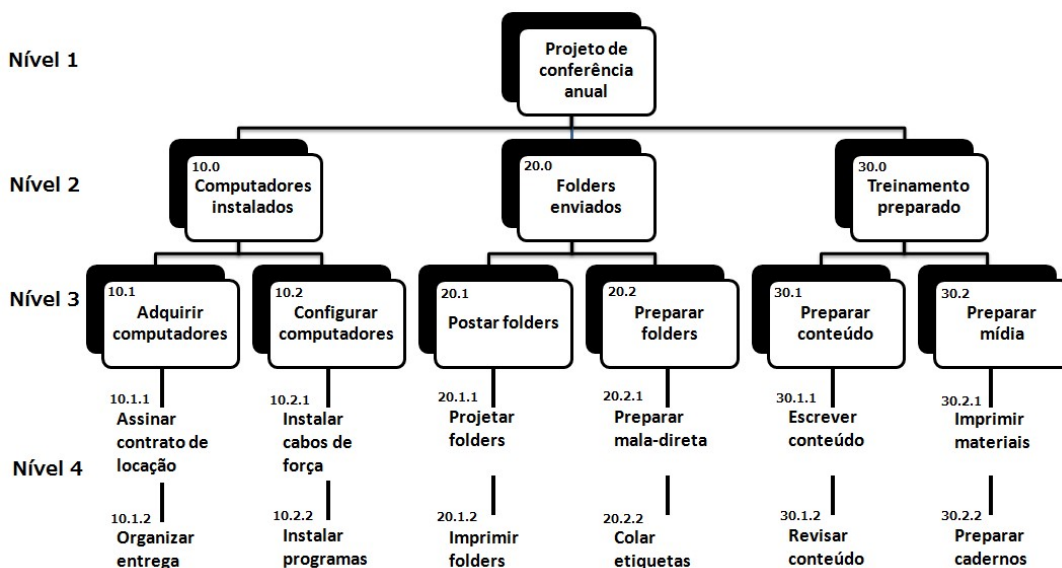 Nível 1
Projeto de
conferência
anual
Nível 2
10.0
Computadores
instalados
20.0
Folders
enviados
30.0
Treinamento
preparado
Nível 3
10.1
Adquirir
computadores
10.2
Configurar
computadores
20.1
Postar folders
20.2
Preparar
folders
30.1
Preparar
conteúdo
30.2
Preparar
mídia
Nível 4
10.1.1
Assinar
contrato de
locação
10.2.1
Instalar
cabos de
força
20.1.1
Projetar
folders
20.2.1
Preparar
mala-direta
30.1.1
Escrever
conteúdo
30.2.1
Imprimir
materiais
10.1.2
Organizar
entrega
10.2.2
Instalar
programas
20.1.2
Imprimir
folders
20.2.2
Colar
etiquetas
30.1.2
Revisar
conteúdo
30.2.2
Preparar
cadernos